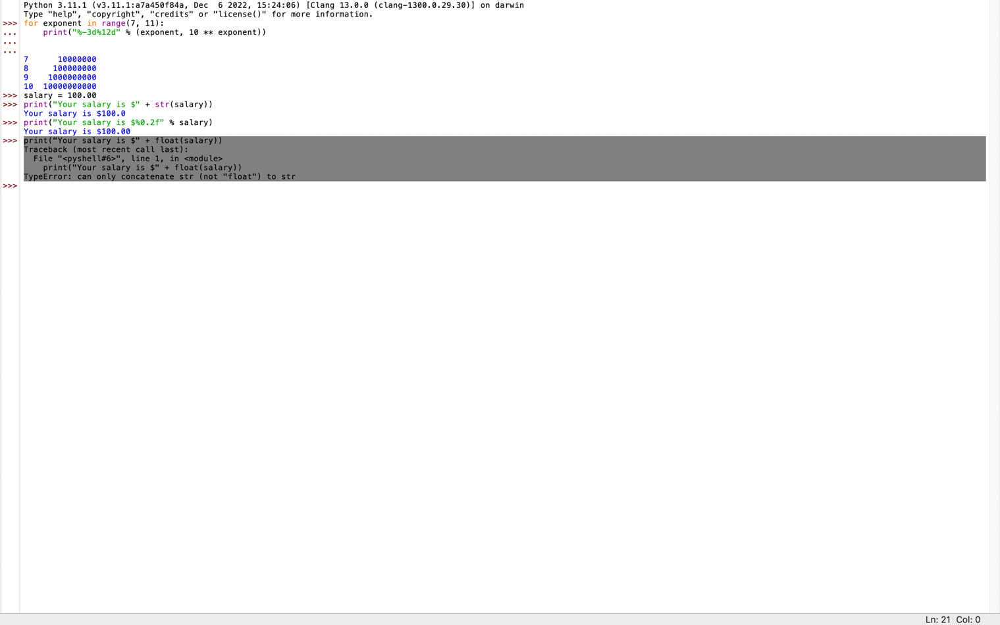 Python 3.11.1 (v3.11.1:a7a450f84a, Dec  6 2022, 15:24:06) [Clang 13.0.0 (clang-1300.0.29.30)] on darwin
Type "help", "copyright", "credits" or "license()" for more information.
>>> for exponent in range(7, 11):
...     print("%-3d%12d" % (exponent, 10 ** exponent))
...
...
7      10000000
8     100000000
9    1000000000
10  10000000000
>>> salary = 100.00
>>> print("Your salary is $" + str(salary))
Your salary is $100.0
>>> print("Your salary is $%0.2f" % salary)
Your salary is $100.00
>>> print("Your salary is $" + float(salary))
Traceback (most recent call last):
  File "<pyshell#6>", line 1, in <module>
    print("Your salary is $" + float(salary))
TypeError: can only concatenate str (not "float") to str
>>>
Ln: 21  Col: 0